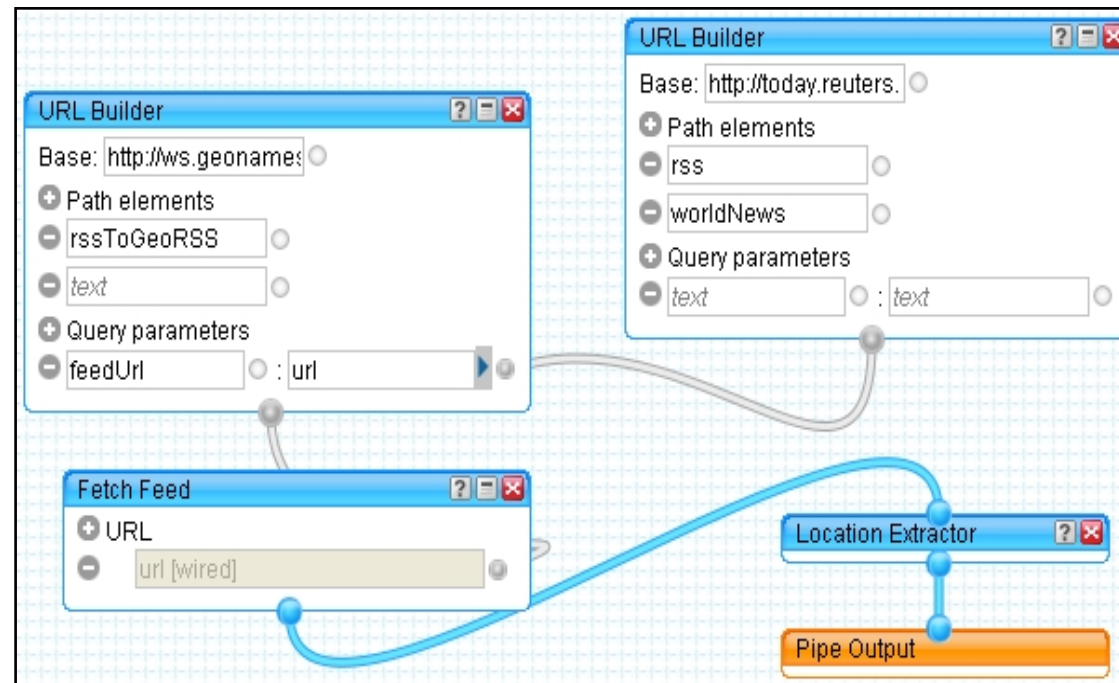 URL Builder
Base: http://ws.geonames
Path elements
rssToGeoRSS
text
Query parameters
feedUrl : url
URL Builder
Base: http://today.reuters.
Path elements
rss
worldNews
Query parameters
text : text
Fetch Feed
URL
url [wired]
Location Extractor
Pipe Output